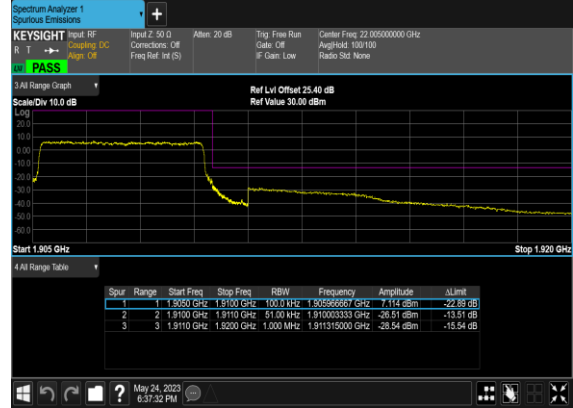 Spectrum Analyzer 1
Spurious Emissions
KEYSIGHT Input: RF Input Z: 50 Ω Atten: 20 dB Trig: Free Run Center Freq: 22.005000000 GHz
R T Coupling: DC Corrections: Off Gate: Off Avg|Hold: 100/100
Align: Off Freq Ref: Int (S) IF Gain: Low Radio Std: None
PASS
3 All Range Graph
Ref Lvl Offset 25.40 dB
Scale/Div 10.0 dB Ref Value 30.00 dBm
Log
20.0
10.0
0.00
-10.0
-20.0
-30.0
-40.0
-50.0
-60.0
Start 1.905 GHz Stop 1.920 GHz
4 All Range Table
Spur Range Start Freq Stop Freq RBW Frequency Amplitude ΔLimit
1 1 1.9050 GHz 1.9100 GHz 100.0 kHz 1.905966667 GHz 7.114 dBm -22.89 dB
2 2 1.9100 GHz 1.9110 GHz 51.00 kHz 1.910003333 GHz -26.51 dBm -13.51 dB
3 3 1.9110 GHz 1.9200 GHz 1.000 MHz 1.911315000 GHz -28.54 dBm -15.54 dB
? May 24, 2023
6:37:32 PM